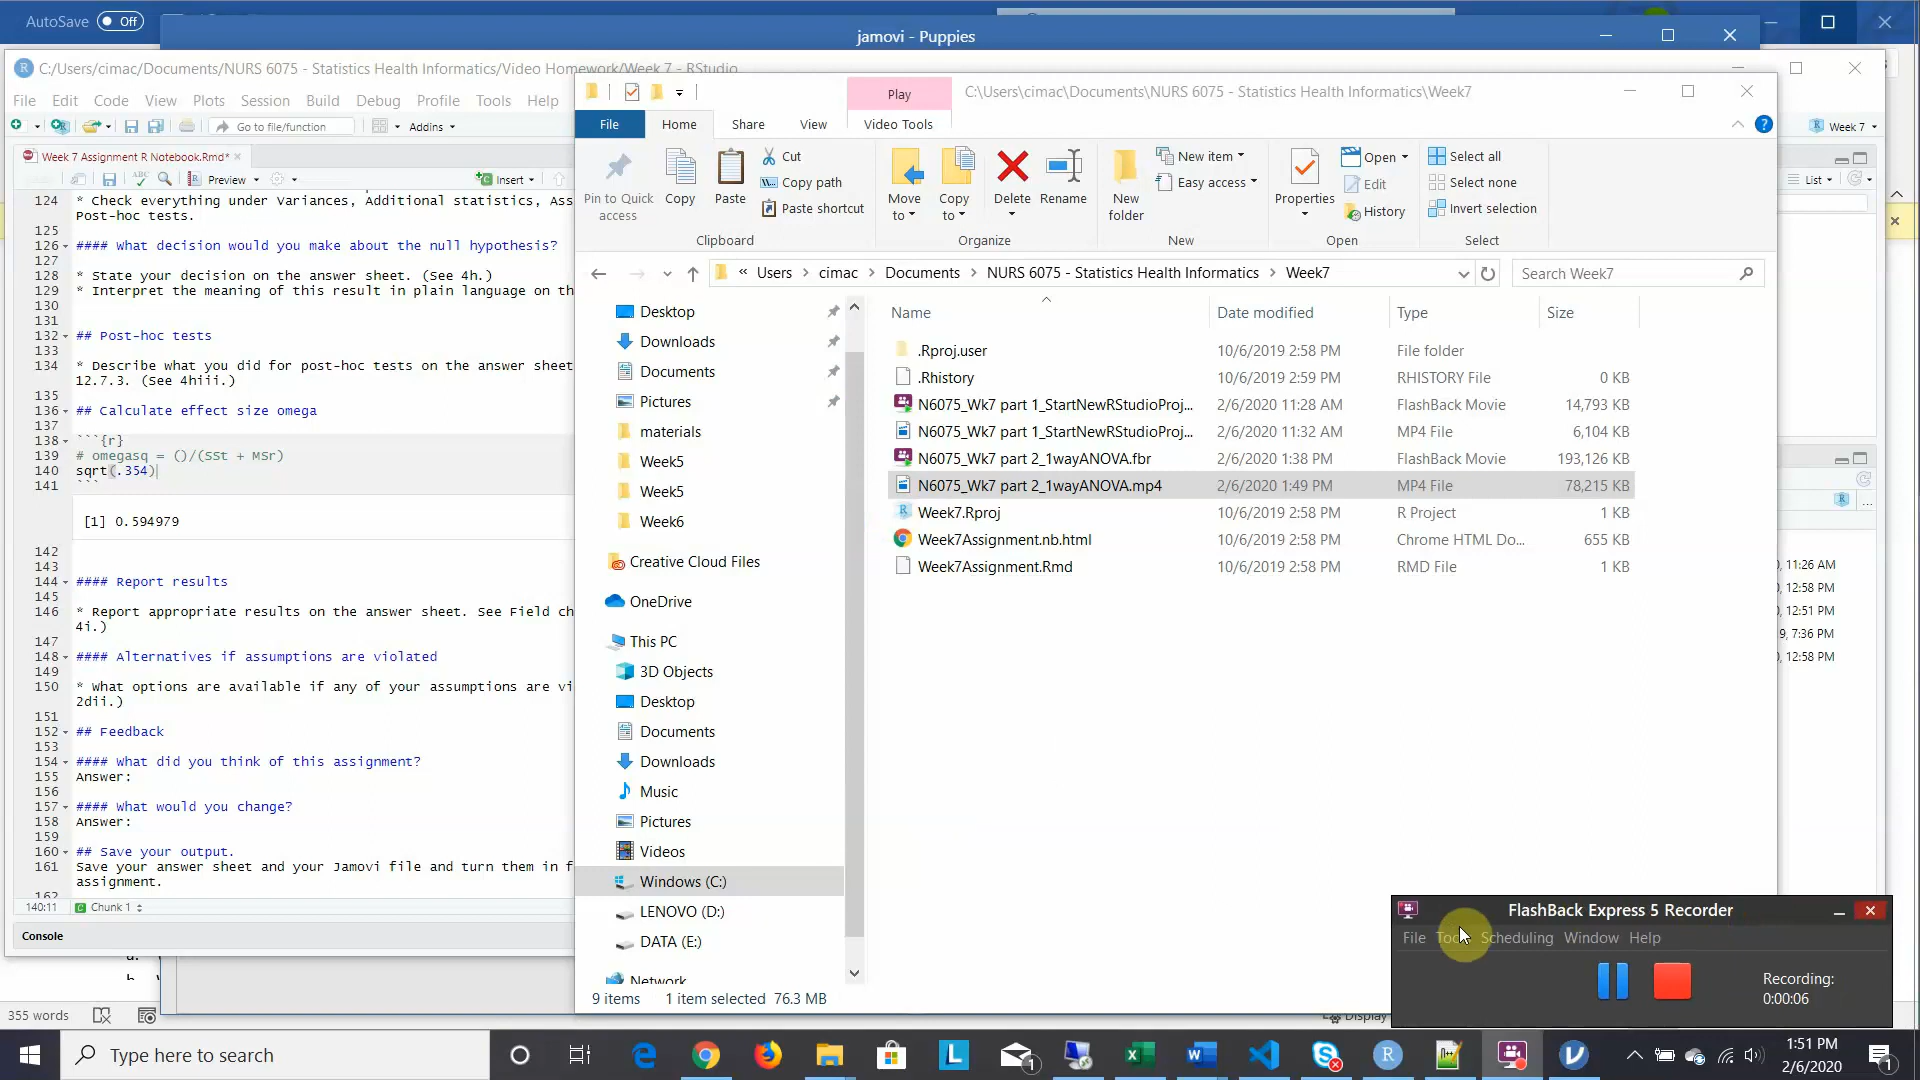 AutoSave Off
jamovi - Puppies
C:/Users/cimac/Documents/NURS 6075 - Statistics Health Informatics/Video Homework/Week 7 - RStudio
File Edit Code View Plots Session Build Debug Profile Tools Help
Go to file/function Addins
Week 7
Week 7 Assignment R Notebook.Rmd*
Preview Insert
124 * Check everything under Variances, Additional statistics, Ass
Post-hoc tests.
125
126 #### What decision would you make about the null hypothesis?
127
128 * State your decision on the answer sheet. (See 4h.)
129 * Interpret the meaning of this result in plain language on th
130
131
132 ## Post-hoc tests
133
134 * Describe what you did for post-hoc tests on the answer sheet
12.7.3. (See 4hiii.)
135
136 ## Calculate effect size omega
137
138 ```{r}
139 # omegasq = ()/(SSt + MSr)
140 sqrt(.354)
141 ```
[1] 0.594979
142
143
144 #### Report results
145
146 * Report appropriate results on the answer sheet. See Field ch
4i.)
147
148 #### Alternatives if assumptions are violated
149
150 * What options are available if any of your assumptions are vi
2dii.)
151
152 ## Feedback
153
154 #### What did you think of this assignment?
155 Answer:
156
157 #### What would you change?
158 Answer:
159
160 ## Save your output.
161 Save your answer sheet and your Jamovi file and turn them in f
assignment.
162
140:11 Chunk 1
Console
355 words
Play
C:\Users\cimac\Documents\NURS 6075 - Statistics Health Informatics\Week7
File Home Share View Video Tools
Pin to Quick access
Copy
Paste
Cut
Copy path
Paste shortcut
Clipboard
Move to
Copy to
Delete
Rename
Organize
New folder
New item
Easy access
New
Properties
Open
Edit
History
Open
Select all
Select none
Invert selection
Select
« Users > cimac > Documents > NURS 6075 - Statistics Health Informatics > Week7
Search Week7
Desktop
Downloads
Documents
Pictures
materials
Week5
Week5
Week6
Creative Cloud Files
OneDrive
This PC
3D Objects
Desktop
Documents
Downloads
Music
Pictures
Videos
Windows (C:)
LENOVO (D:)
DATA (E:)
Network
Name Date modified Type Size
.Rproj.user 10/6/2019 2:58 PM File folder
.Rhistory 10/6/2019 2:59 PM RHISTORY File 0 KB
N6075_Wk7 part 1_StartNewRStudioProj... 2/6/2020 11:28 AM FlashBack Movie 14,793 KB
N6075_Wk7 part 1_StartNewRStudioProj... 2/6/2020 11:32 AM MP4 File 6,104 KB
N6075_Wk7 part 2_1wayANOVA.fbr 2/6/2020 1:38 PM FlashBack Movie 193,126 KB
N6075_Wk7 part 2_1wayANOVA.mp4 2/6/2020 1:49 PM MP4 File 78,215 KB
Week7.Rproj 10/6/2019 2:58 PM R Project 1 KB
Week7Assignment.nb.html 10/6/2019 2:58 PM Chrome HTML Do... 655 KB
Week7Assignment.Rmd 10/6/2019 2:58 PM RMD File 1 KB
9 items 1 item selected 76.3 MB
List
, 11:26 AM
, 12:58 PM
, 12:51 PM
9, 7:36 PM
, 12:58 PM
Display
FlashBack Express 5 Recorder
File Scheduling Window Help
Recording:
0:00:06
Type here to search
1:51 PM
2/6/2020